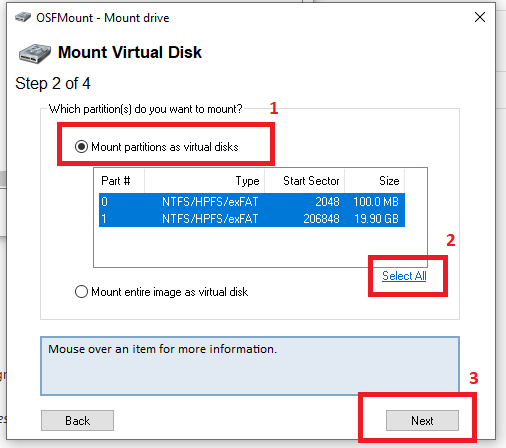 OSFMount - Mount drive
Mount Virtual Disk
Step 2 of 4
Which partition(s) do you want to mount? 1
Mount partitions as virtual disks
Part # Type Start Sector Size
0 NTFS/HPFS/exFAT 2048 100.0 MB
1 NTFS/HPFS/exFAT 206848 19.90 GB
2
Select All
Mount entire image as virtual disk
Mouse over an item for more information.
3
Back Next